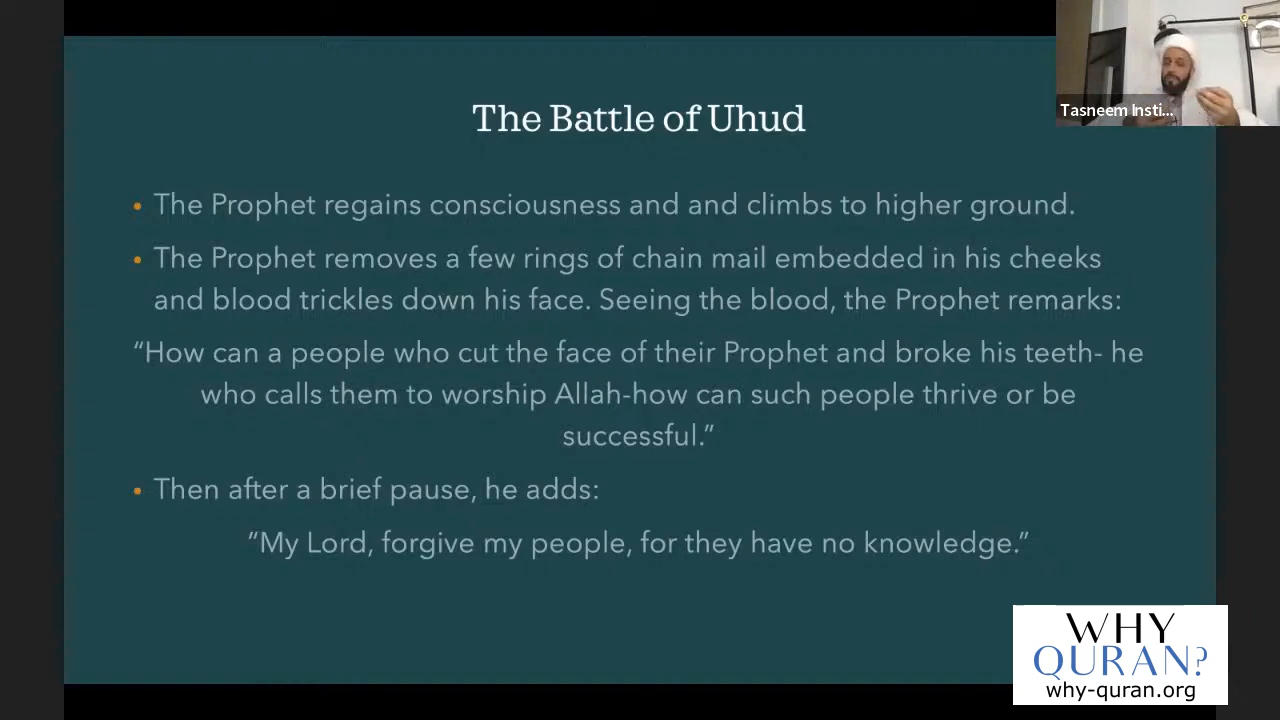 The Battle of Uhud
Tasneem Insti...
• The Prophet regains consciousness and and climbs to higher ground.
• The Prophet removes a few rings of chain mail embedded in his cheeks
and blood trickles down his face. Seeing the blood, the Prophet remarks:
“How can a people who cut the face of their Prophet and broke his teeth- he
who calls them to worship Allah-how can such people thrive or be
successful.”
• Then after a brief pause, he adds:
“My Lord, forgive my people, for they have no knowledge.”
WHY
QURAN?
why-quran.org